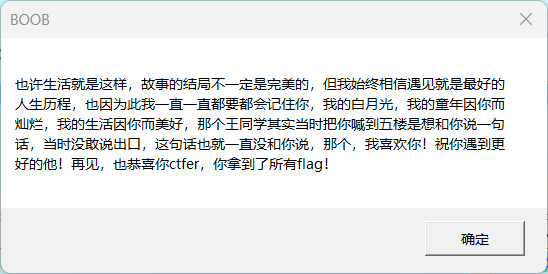 BOOB
也许生活就是这样，故事的结局不一定是完美的，但我始终相信遇见就是最好的
人生历程，也因为此我一直一直都要都会记住你，我的白月光，我的童年因你而
灿烂，我的生活因你而美好，那个王同学其实当时把你喊到五楼是想和你说一句
话，当时没敢说出口，这句话也就一直没和你说，那个，我喜欢你！祝你遇到更
好的他！再见，也恭喜你ctfer，你拿到了所有flag！
确定